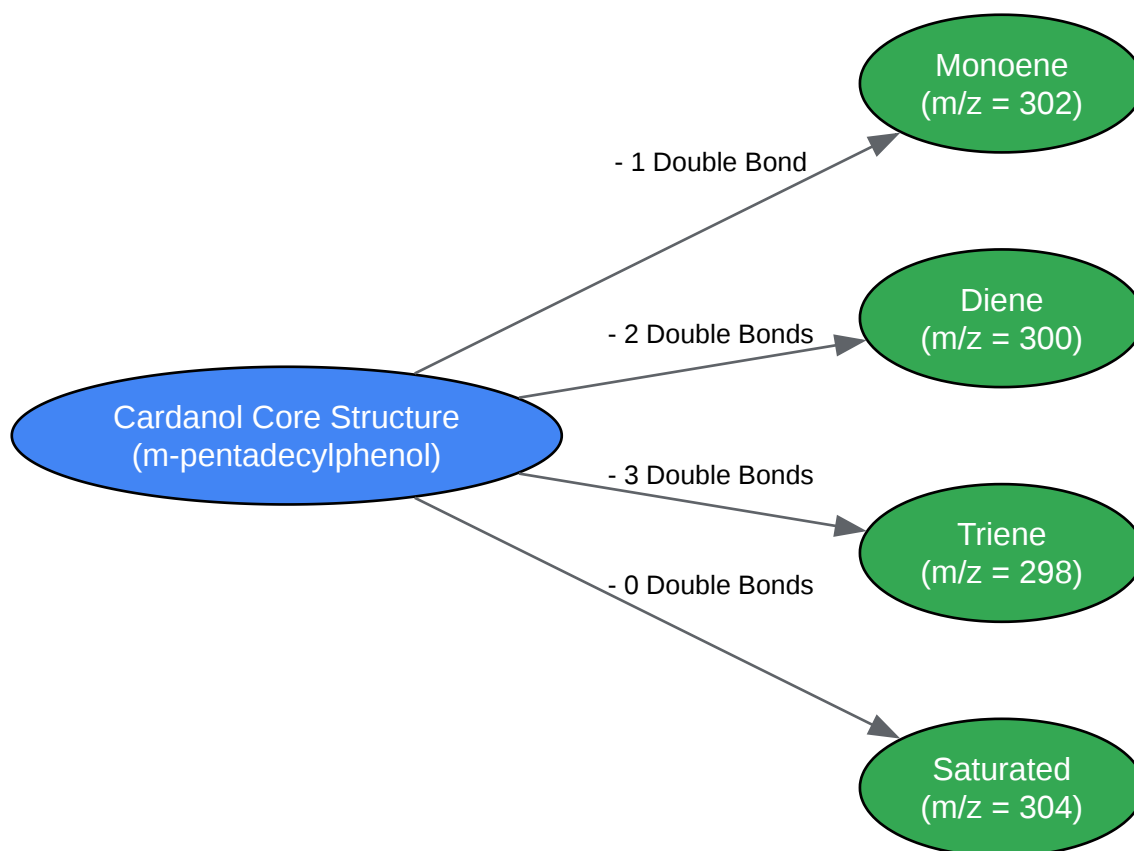 Monoene
(m/z = 302)
- 1 Double Bond
Diene
(m/z = 300)
- 2 Double Bonds
Cardanol Core Structure
(m-pentadecylphenol)
- 3 Double Bonds
Triene
(m/z = 298)
- 0 Double Bonds
Saturated
(m/z = 304)